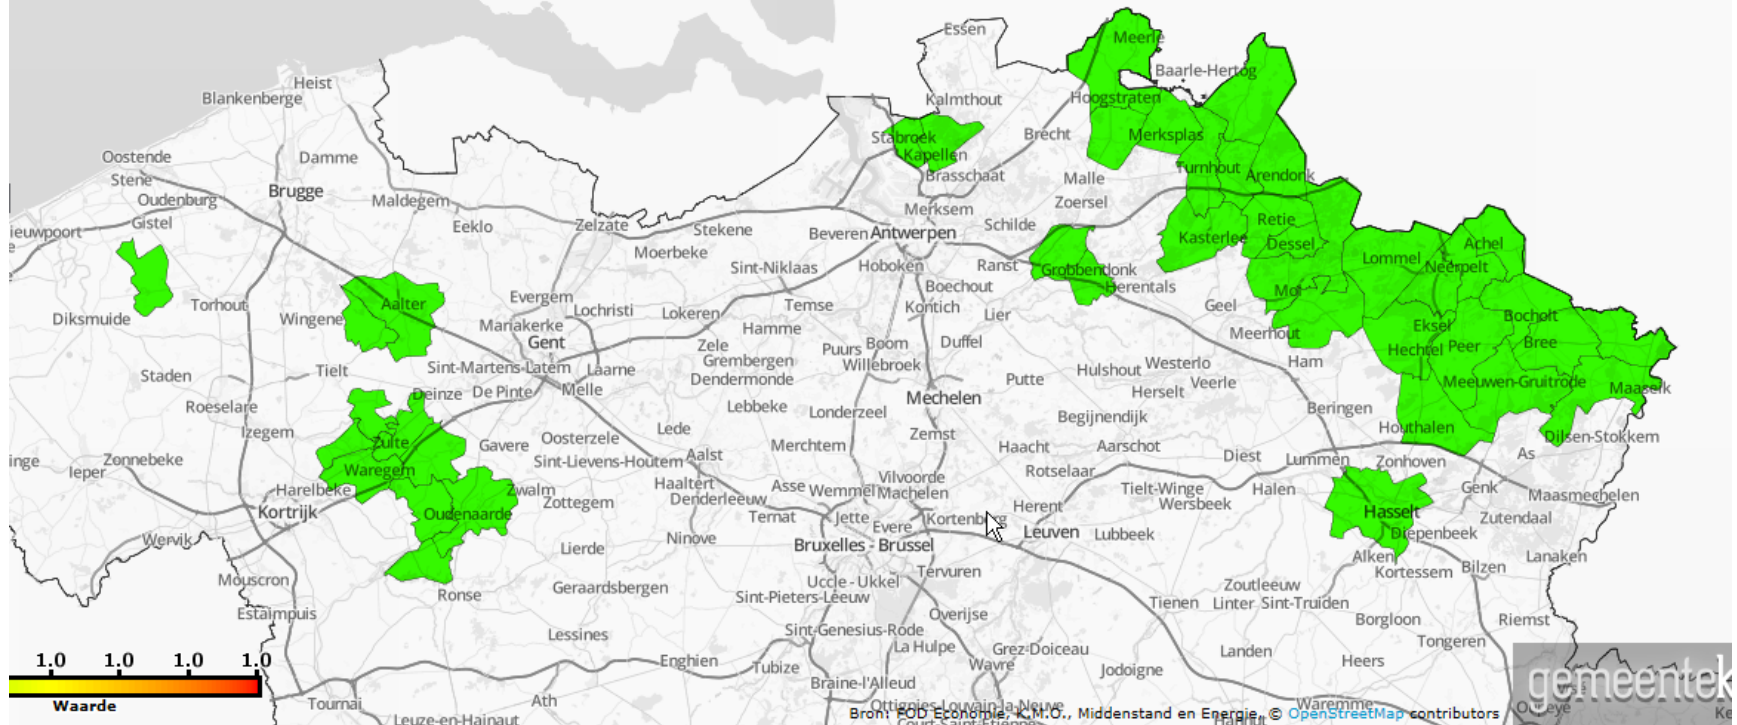 Essen
Meerle
Baarle-Hertog
Heist
Blankenberge
Kalmthout
Hoogstraten
Stabroek
Brecht
Merksplas
Oostende
Damme
Kapellen
Turnhout
Arendonk
Stene
Brugge
Brasschaat
Malle
Oudenburg
Maldegem
Zoersel
Merksem
Gistel
Eeklo
Zelzate
Stekene
Beveren
Antwerpen
Schilde
Retie
Kasterlee
Dessel
Achel
ieuwpoort
e
Moerbeke
Sint-Niklaas
Hoboken
Ranst
Grobbendonk
Lommel
Neerpelt
Boechout
Herentals
Mol
Torhout
Aalter
Evergem
Lochristi
Lokeren
Temse
Kontich
Lier
Geel
Diksmuide
Wingene
Mariakerke
Hamme
Meerhout
Eksel
Bocholt
Gent
Zele
Puurs
Boom
Duffel
Hechtel
Peer
Bree
Grembergen
Willebroek
Ham
Staden
Tielt
Sint-Martens-Latem
Laarne
Dendermonde
Putte
Hulshout
Westerlo
Veerle
Meeuwen-Gruitrode
Maaseik
Deinze
De Pinte
Melle
Mechelen
Herselt
Roeselare
Lebbeke
Londerzeel
Begijnendijk
Beringen
Izegem
Zulte
Gavere
Oosterzele
Lede
Merchtem
Zemst
Haacht
Aarschot
Houthalen
Dilsen-Stokkem
inge
Ieper
Zonnebeke
Waregem
Sint-Lievens-Houtem
Aalst
Rotselaar
Diest
Lummen
Zonhoven
As
Harelbeke
Zwalm
Zottegem
Haaltert
Denderleeuw
Asse
Wemmel
Vilvoorde
Machelen
Herent
Tielt-Winge
Wersbeek
Halen
Genk
Maasmechelen
Kortrijk
Oudenaarde
Ternat
Jette
Evere
Leuven
Lubbeek
Hasselt
Diepenbeek
Zutendaal
Wervik
Lierde
Ninove
Bruxelles - Brussel
Alken
Kortessem
Bilzen
Lanaken
Mouscron
Ronse
Geraardsbergen
Uccle - Ukkel
Tervuren
Zoutleeuw
Estaimpuis
Sint-Pieters-Leeuw
Overijse
Tienen
Linter
Sint-Truiden
Borgloon
Riemst
Lessines
Sint-Genesius-Rode
La Hulpe
Grez-Doiceau
Landen
Tongeren
1.0 1.0 1.0 1.0
Enghien
Tubize
Wavre
Jodoigne
Heers
Waarde
Tournai
Ath
Braine-l'Alleud
gemeentek
Leuze-en-Hainaut
Ottignies-Louvain-la-Neuve
Waremme
Bron: FOD Economie, K.M.O., Middenstand en Energie, © OpenStreetMap contributors